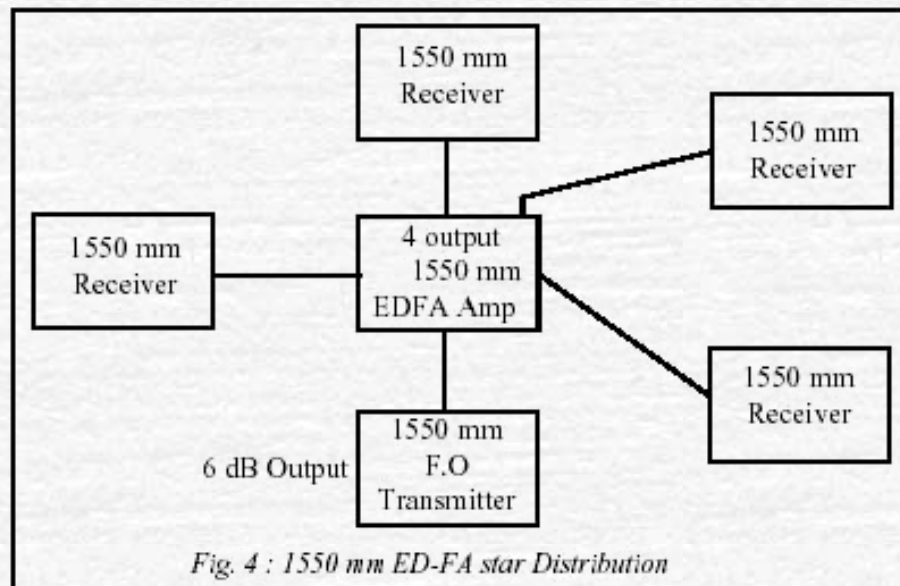 1550 mm
Receiver
1550 mm
Receiver
1550 mm
Receiver
4 output
1550 mm
EDFA Amp
1550 mm
Receiver
6 dB Output
1550 mm
F.O
Transmitter
Fig. 4 : 1550 mm ED-FA star Distribution